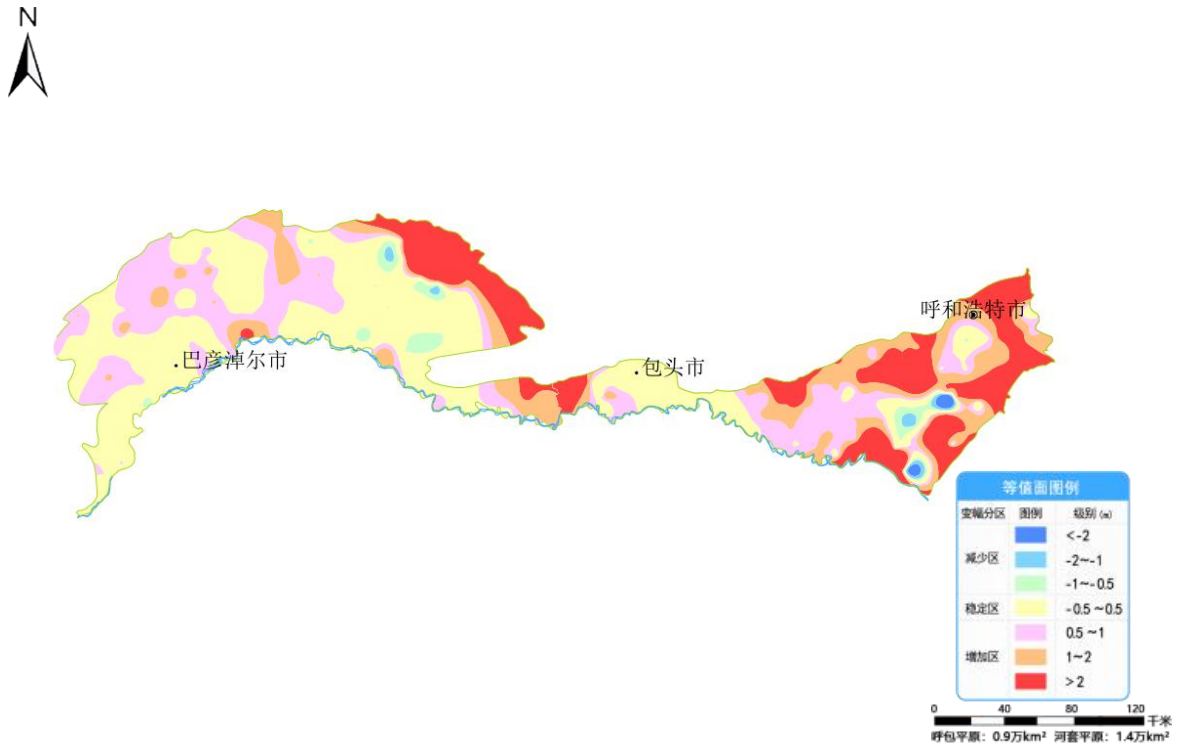 N
呼和浩特市
巴彦淖尔市
包头市
等值面图例
变幅分区 图例 级别(m)
减少区
<-2
-2~-1
-1~-0.5
稳定区 -0.5~0.5
增加区
0.5~1
1~2
>2
0 40 80 120 千米
呼包平原：0.9万km² 河套平原：1.4万km²